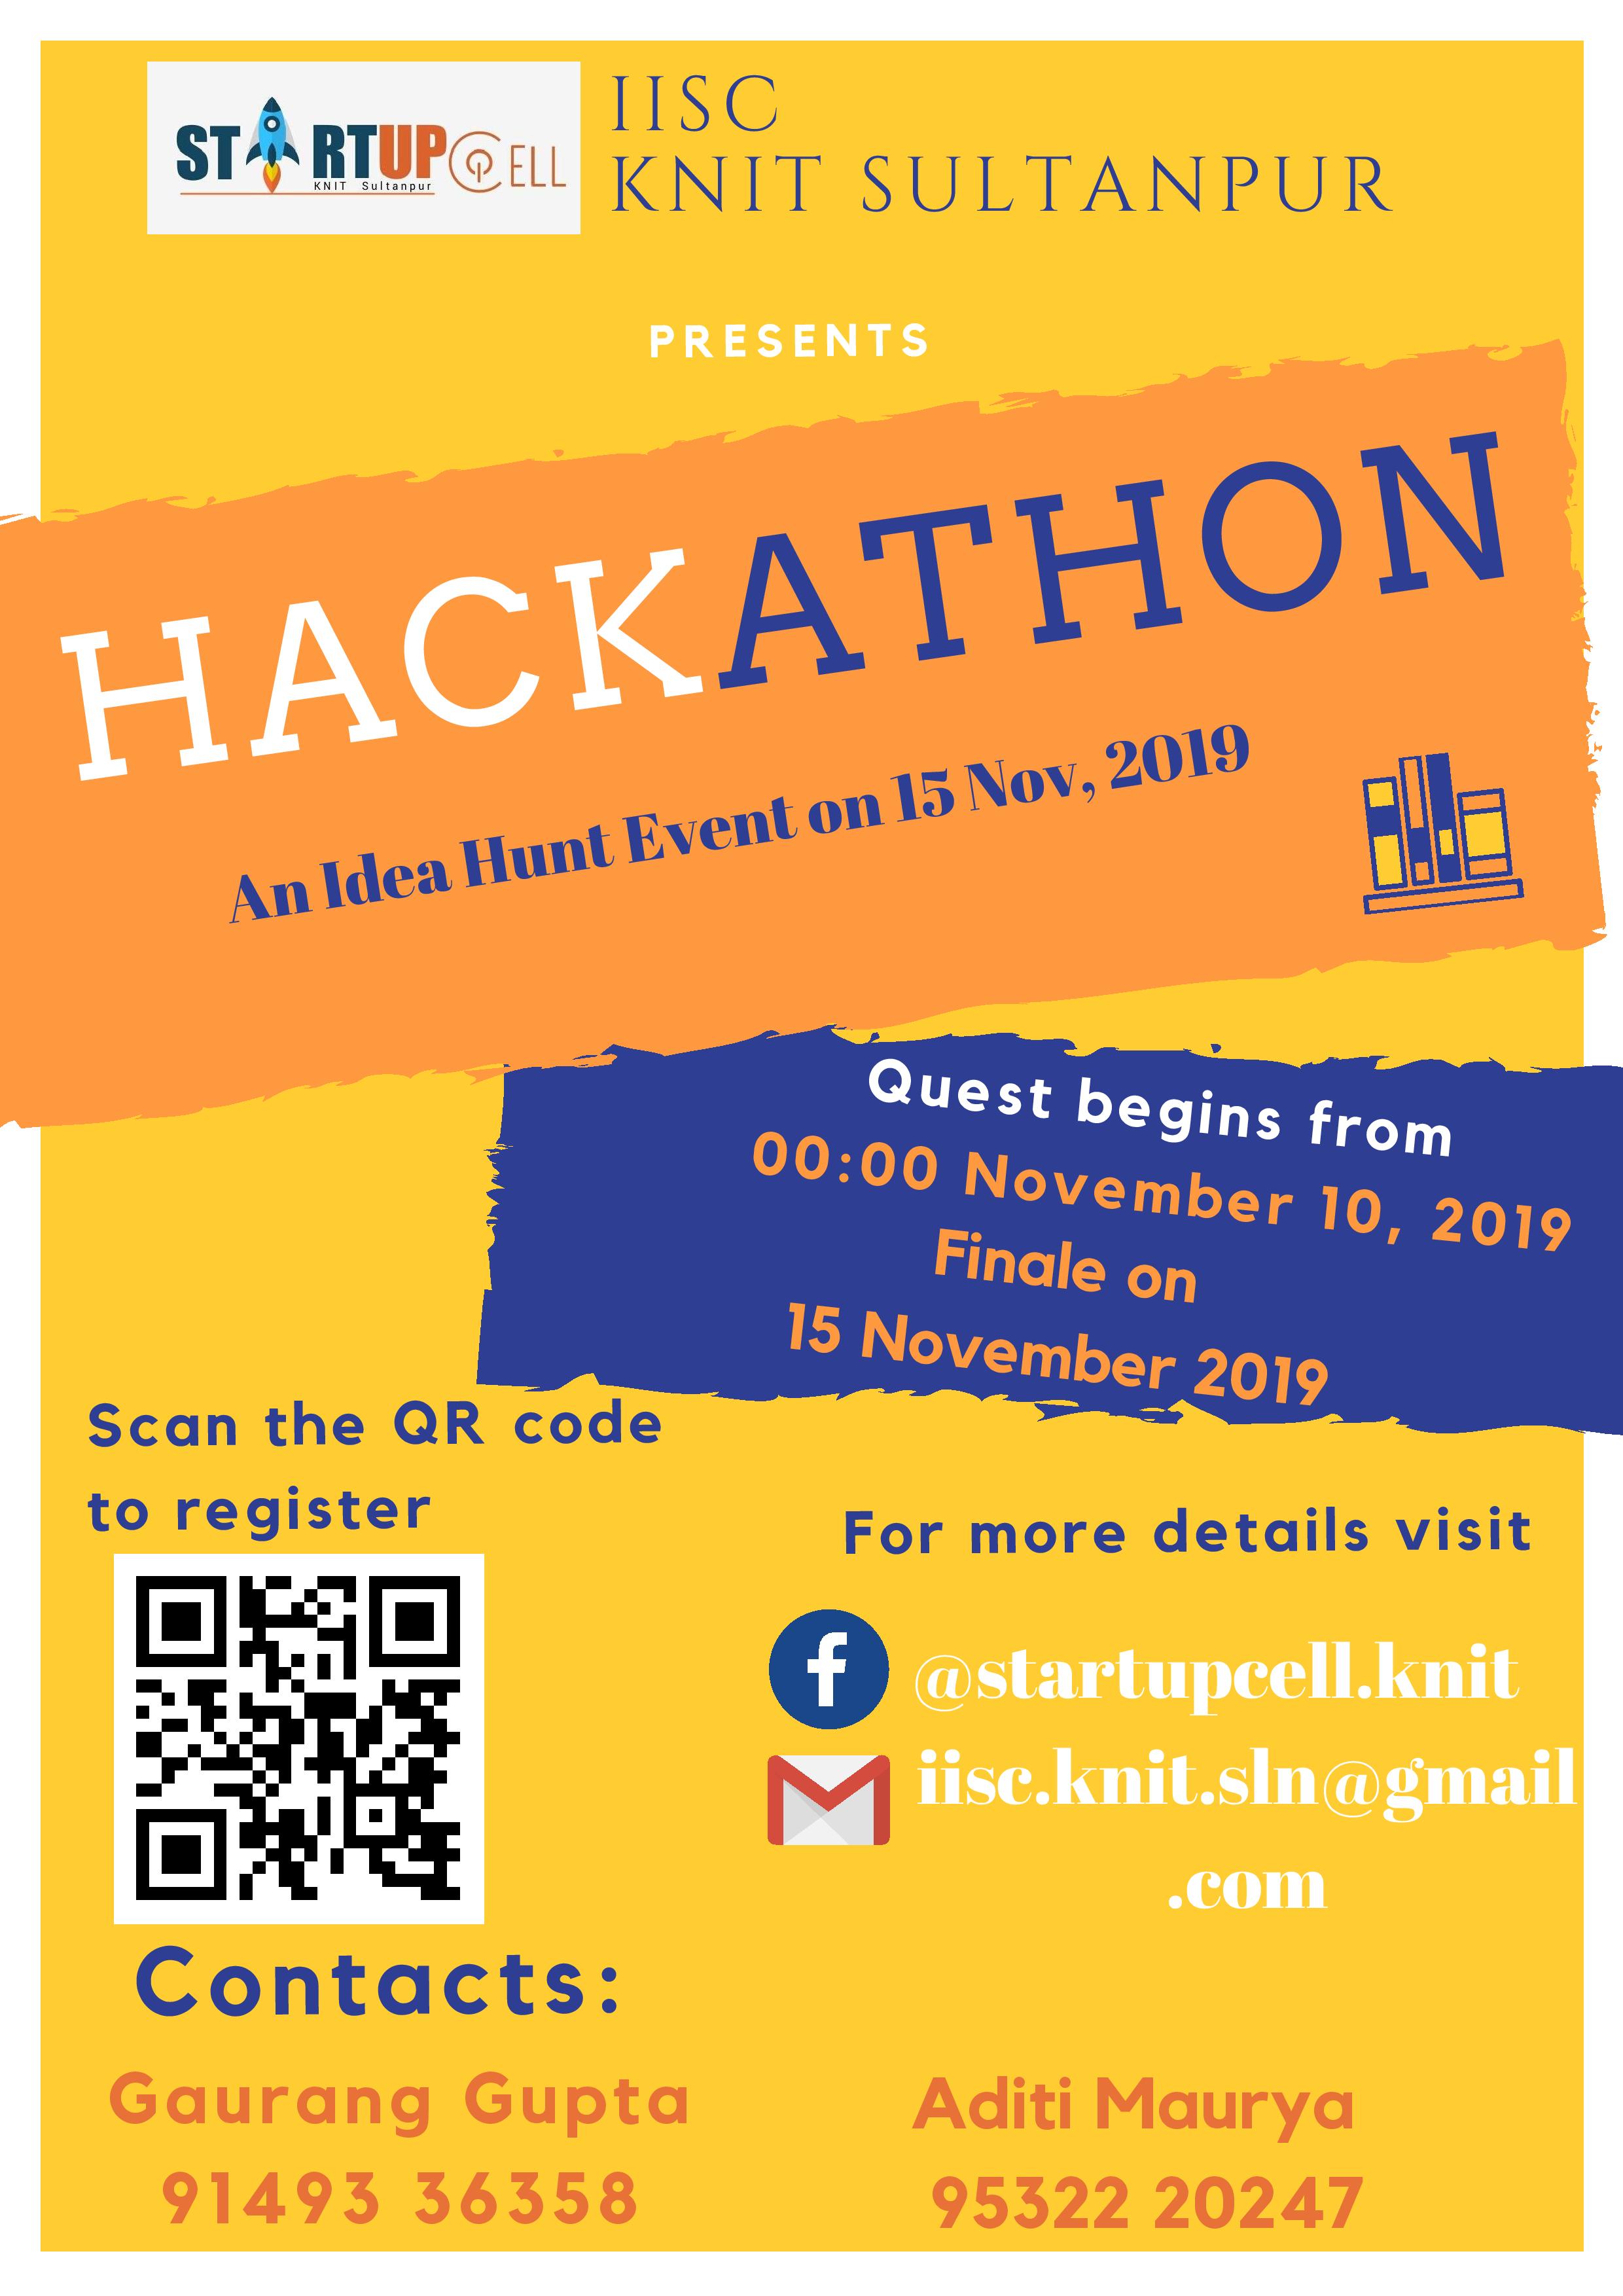 STARTUP CELL
KNIT Sultanpur
IISC
KNIT SULTANPUR
PRESENTS
HACKATHON
An Idea Hunt Event on 15 Nov, 2019
Quest begins from
00:00 November 10, 2019
Finale on
15 November 2019
Scan the QR code
to register
For more details visit
f
@startupcell.knit
iisc.knit.sln@gmail
.com
Contacts:
Gaurang Gupta
91493 36358
Aditi Maurya
95322 20247